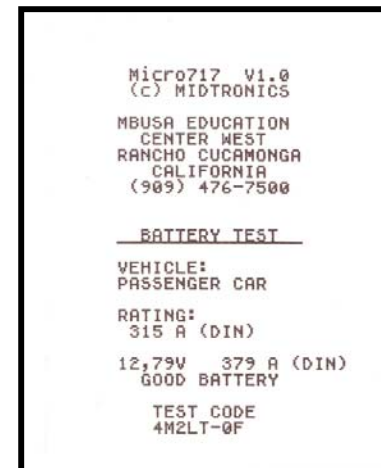 Micro717 V1.0
(c) MIDTRONICS
MBUSA EDUCATION
CENTER WEST
RANCHO CUCAMONGA
CALIFORNIA
(909) 476-7500
BATTERY TEST
VEHICLE:
PASSENGER CAR
RATING:
315 A (DIN)
12,79V 379 A (DIN)
GOOD BATTERY
TEST CODE
4M2LT-0F